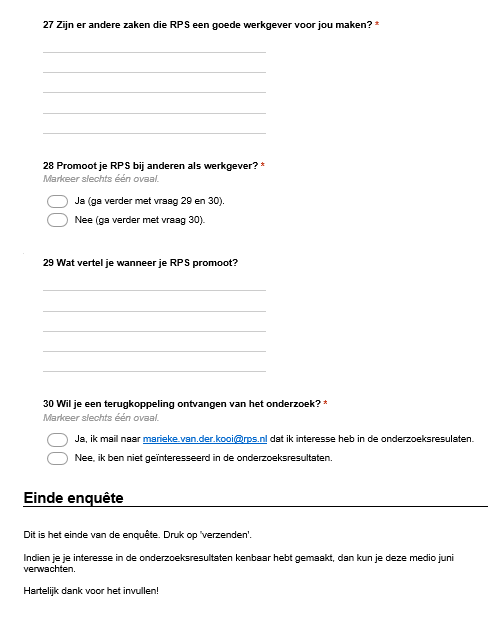 27 Zijn er andere zaken die RPS een goede werkgever voor jou maken? *
28 Promoot je RPS bij anderen als werkgever? *
Markeer slechts één ovaal.
Ja (ga verder met vraag 29 en 30).
Nee (ga verder met vraag 30).
29 Wat vertel je wanneer je RPS promoot?
30 Wil je een terugkoppeling ontvangen van het onderzoek? *
Markeer slechts één ovaal.
Ja, ik mail naar marieke.van.der.kooi@rps.nl dat ik interesse heb in de onderzoeksresulaten.
Nee, ik ben niet geïnteresseerd in de onderzoeksresultaten.
Einde enquête
Dit is het einde van de enquête. Druk op 'verzenden'.
Indien je je interesse in de onderzoeksresultaten kenbaar hebt gemaakt, dan kun je deze medio juni
verwachten.
Hartelijk dank voor het invullen!